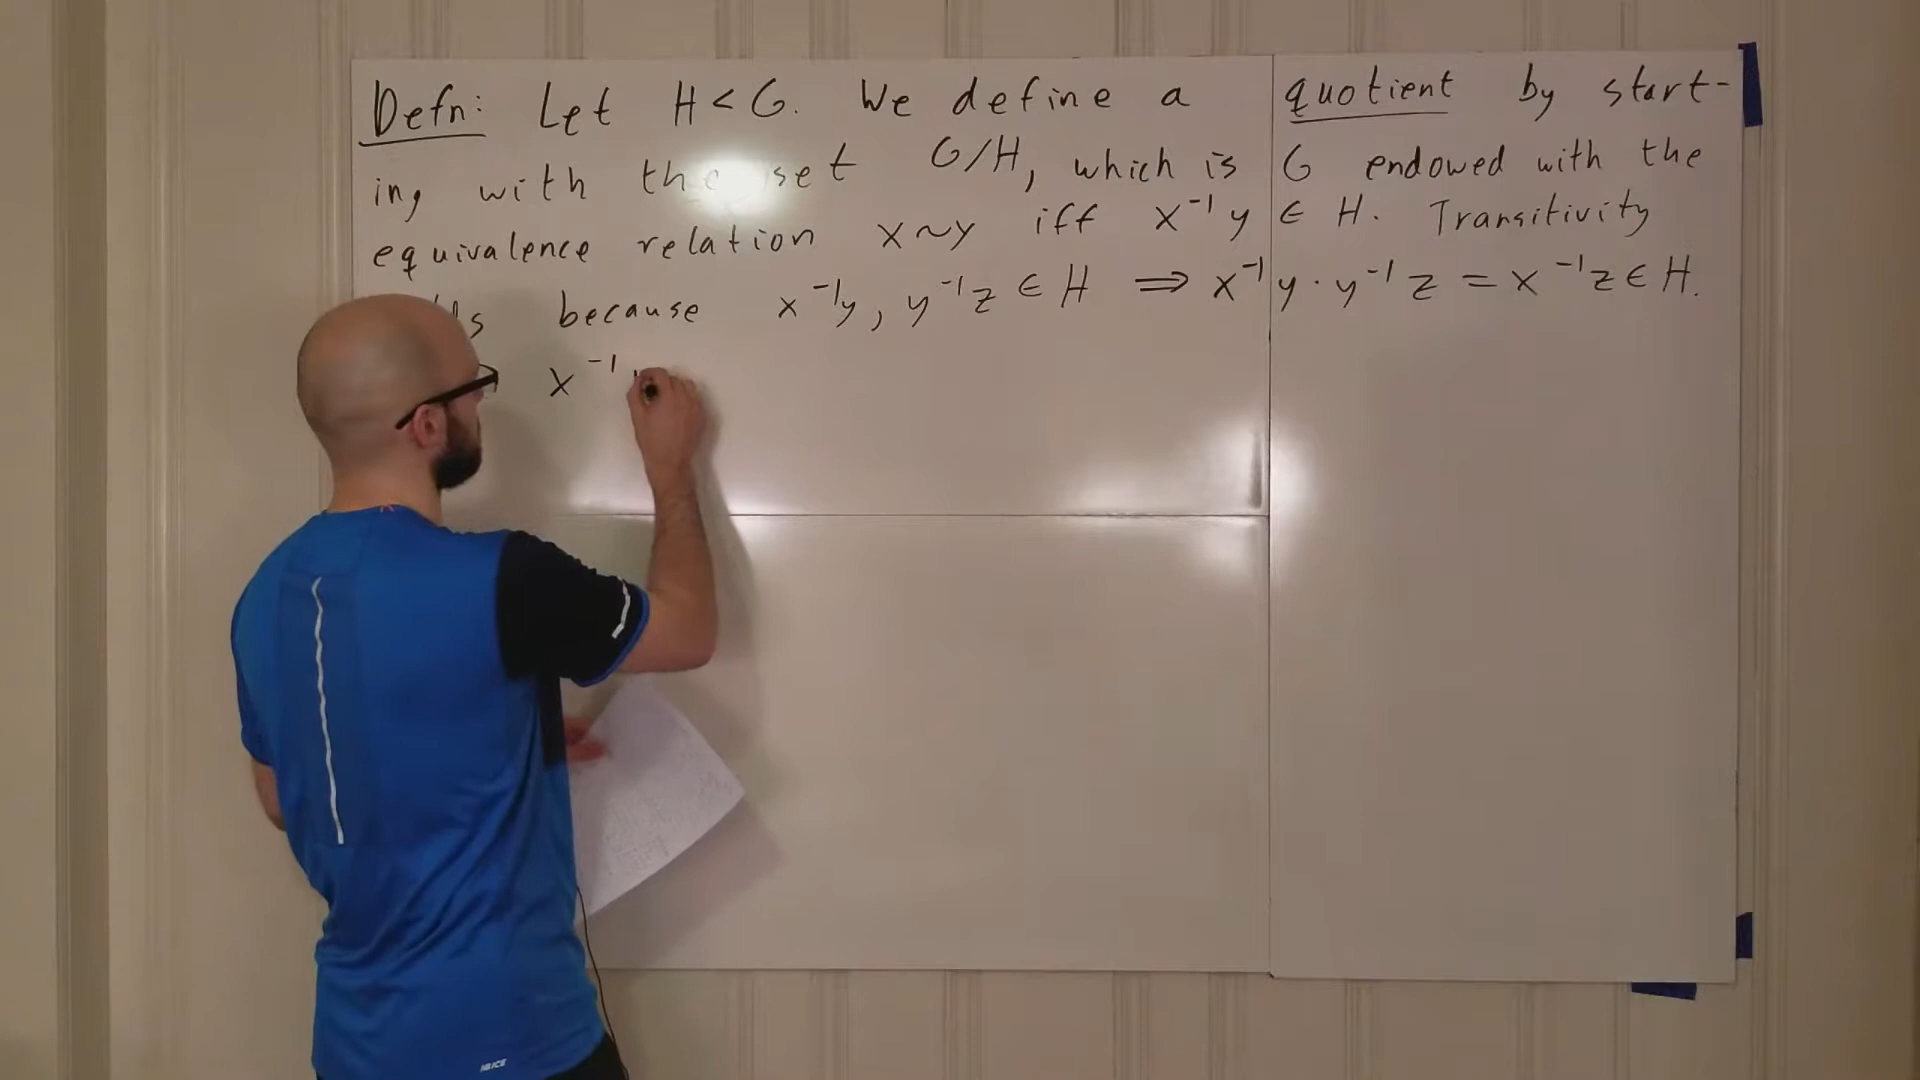 Defn: Let H < G. We define a quotient by start-
ing with the set G/H, which is G endowed with the
equivalence relation x~y iff x⁻¹y ∈ H. Transitivity
because x⁻¹y, y⁻¹z ∈ H ⇒ x⁻¹y · y⁻¹z = x⁻¹z ∈ H.
x⁻¹